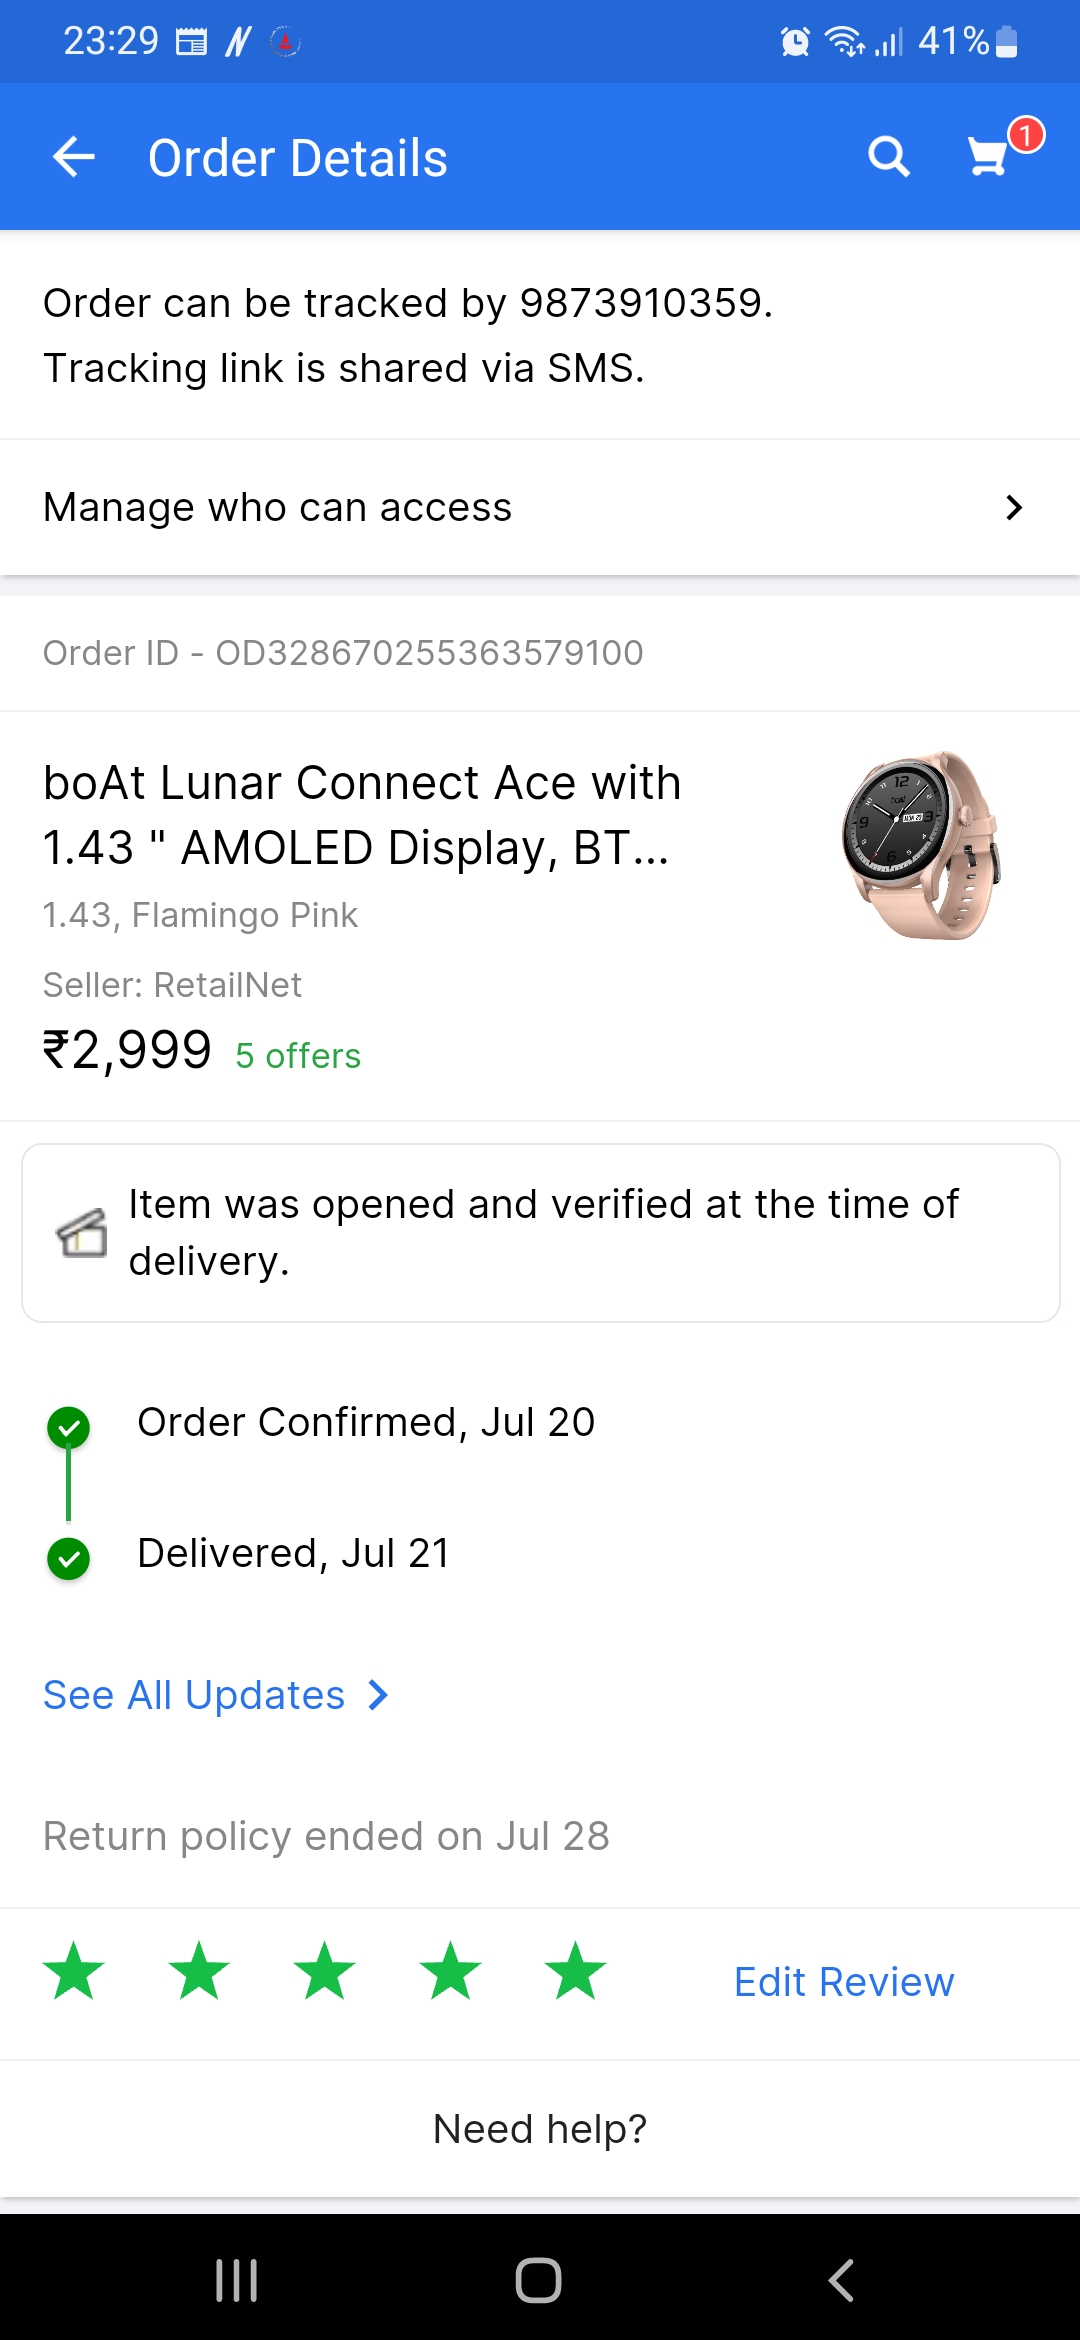 23:29
41%
Order Details
1
Order can be tracked by 9873910359.
Tracking link is shared via SMS.
Manage who can access
Order ID - OD328670255363579100
boAt Lunar Connect Ace with
1.43 " AMOLED Display, BT...
1.43, Flamingo Pink
Seller: RetailNet
₹2,999 5 offers
Item was opened and verified at the time of
delivery.
Order Confirmed, Jul 20
Delivered, Jul 21
See All Updates
Return policy ended on Jul 28
Edit Review
Need help?